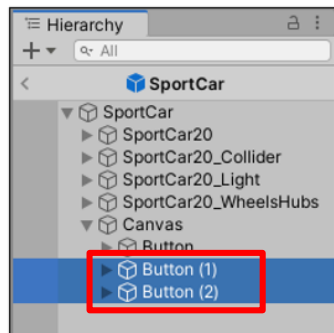 Hierarchy
All
SportCar
SportCar
SportCar20
SportCar20_Collider
SportCar20_Light
SportCar20_WheelsHubs
Canvas
Button
Button (1)
Button (2)